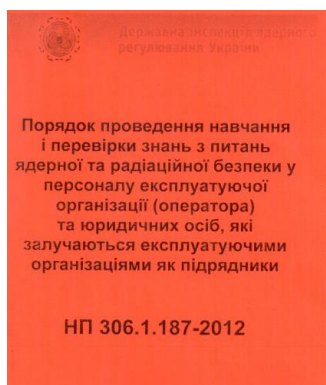 Державна інспекція ядерного
регулювання України
Порядок проведення навчання
і перевірки знань з питань
ядерної та радіаційної безпеки у
персоналу експлуатуючої
організації (оператора)
та юридичних осіб, які
залучаються експлуатуючими
організаціями як підрядники
НП 306.1.187-2012